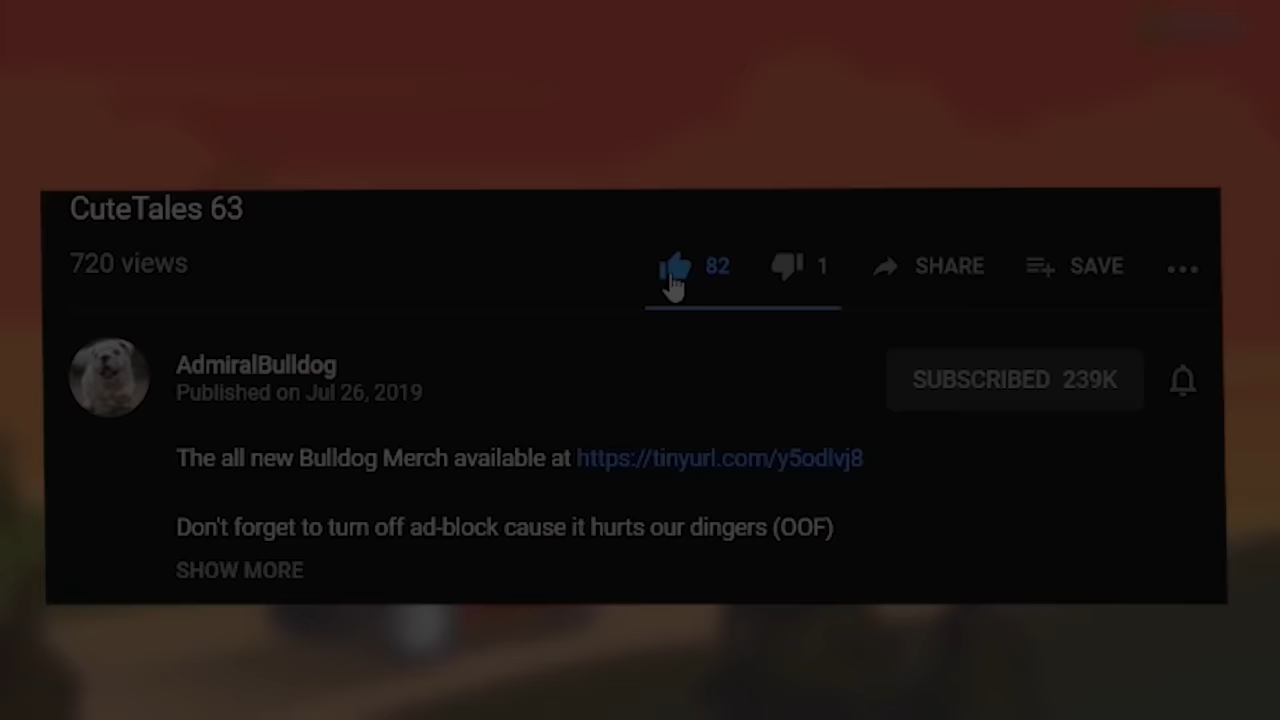 CuteTales 63
720 views
82 1 SHARE SAVE
AdmiralBulldog
Published on Jul 26, 2019
SUBSCRIBED 239K
The all new Bulldog Merch available at https://tinyurl.com/y5odlvj8
Don't forget to turn off ad-block cause it hurts our dingers (OOF)
SHOW MORE